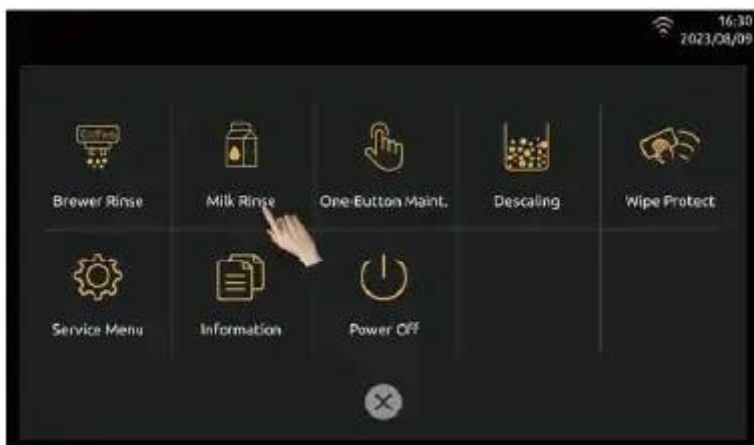 16:30
2023/08/09
Brewer Rinse
Milk Rinse
One-Button Maint.
Descaling
Wipe Protect
Service Menu
Information
Power Off